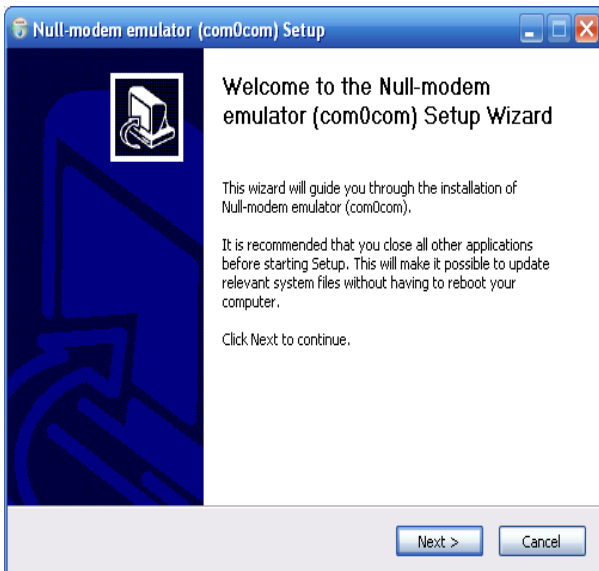 Null-modem emulator (com0com) Setup
Welcome to the Null-modem
emulator (com0com) Setup Wizard
This wizard will guide you through the installation of
Null-modem emulator (com0com).
It is recommended that you close all other applications
before starting Setup. This will make it possible to update
relevant system files without having to reboot your
computer.
Click Next to continue.
Next >
Cancel